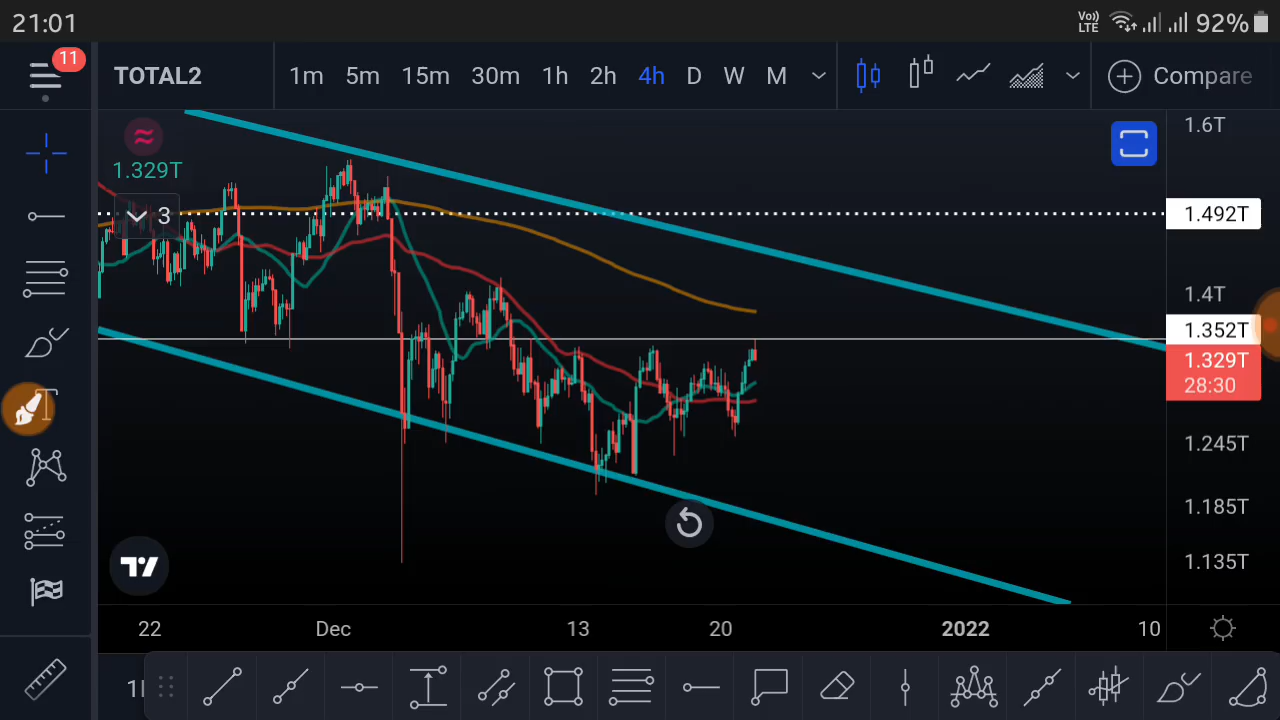 21:01
Vo)) LTE 92%
11
TOTAL2 1m 5m 15m 30m 1h 2h 4h D W M Compare
1.6T
1.329T
3
1.492T
1.4T
1.352T
1.329T
28:30
1.245T
1.185T
1.135T
22 Dec 13 20 2022 10